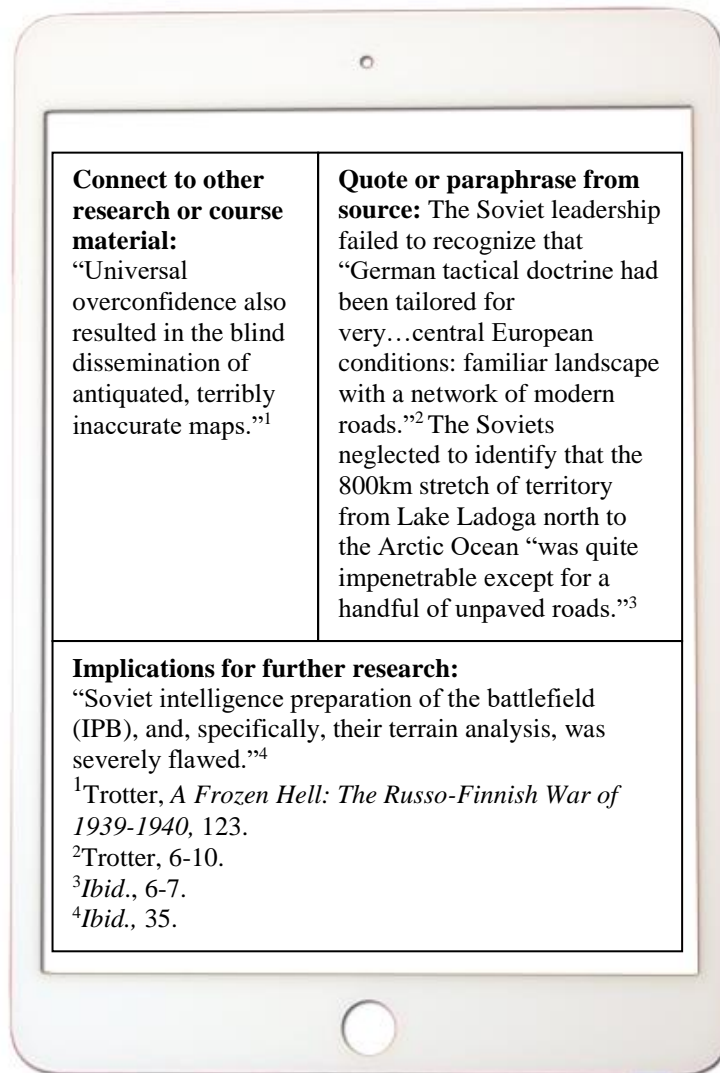 Connect to other
research or course
material:
“Universal
overconfidence also
resulted in the blind
dissemination of
antiquated, terribly
inaccurate maps.”1
Quote or paraphrase from
source: The Soviet leadership
failed to recognize that
“German tactical doctrine had
been tailored for
very…central European
conditions: familiar landscape
with a network of modern
roads.”2 The Soviets
neglected to identify that the
800km stretch of territory
from Lake Ladoga north to
the Arctic Ocean “was quite
impenetrable except for a
handful of unpaved roads.”3
Implications for further research:
“Soviet intelligence preparation of the battlefield
(IPB), and, specifically, their terrain analysis, was
severely flawed.”4
1Trotter, A Frozen Hell: The Russo-Finnish War of
1939-1940, 123.
2Trotter, 6-10.
3Ibid., 6-7.
4Ibid., 35.